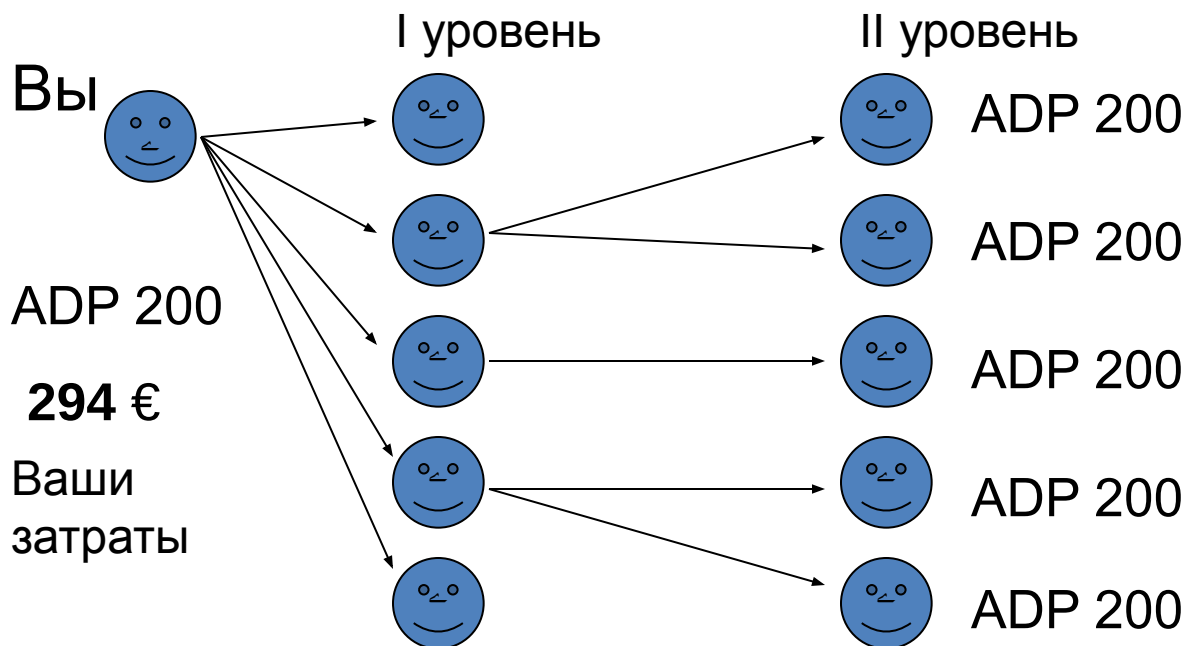 I уровень
II уровень
Вы
ADP 200
ADP 200
ADP 200
294 €
Ваши
затраты
ADP 200
ADP 200
ADP 200